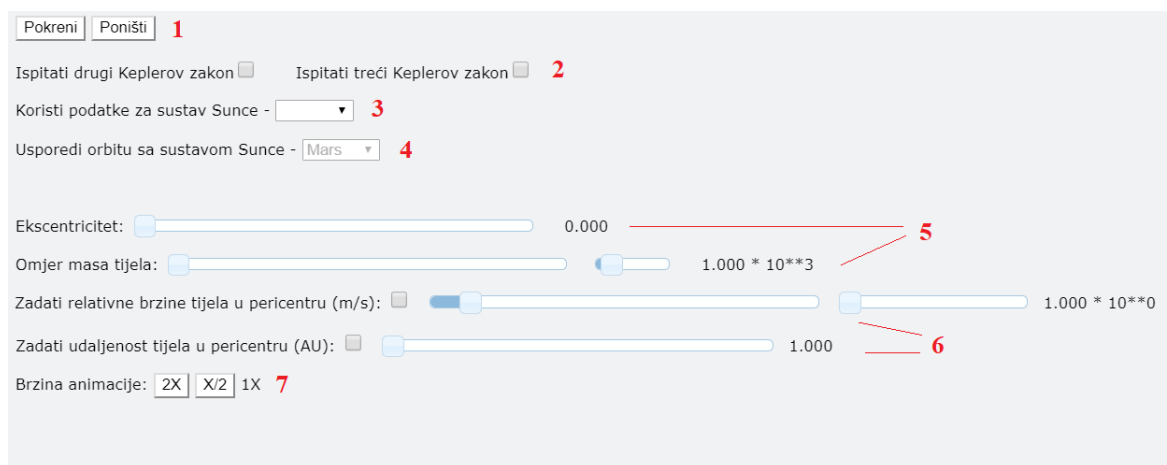 Pokreni Poništi 1
Ispitati drugi Keplerov zakon Ispitati treći Keplerov zakon 2
Koristi podatke za sustav Sunce - 3
Usporedi orbitu sa sustavom Sunce - Mars 4
Ekscentricitet: 0.000
5
Omjer masa tijela: 1.000 * 10**3
Zadati relativne brzine tijela u pericentru (m/s): 1.000 * 10**0
Zadati udaljenost tijela u pericentru (AU): 1.000 6
Brzina animacije: 2X X/2 1X 7